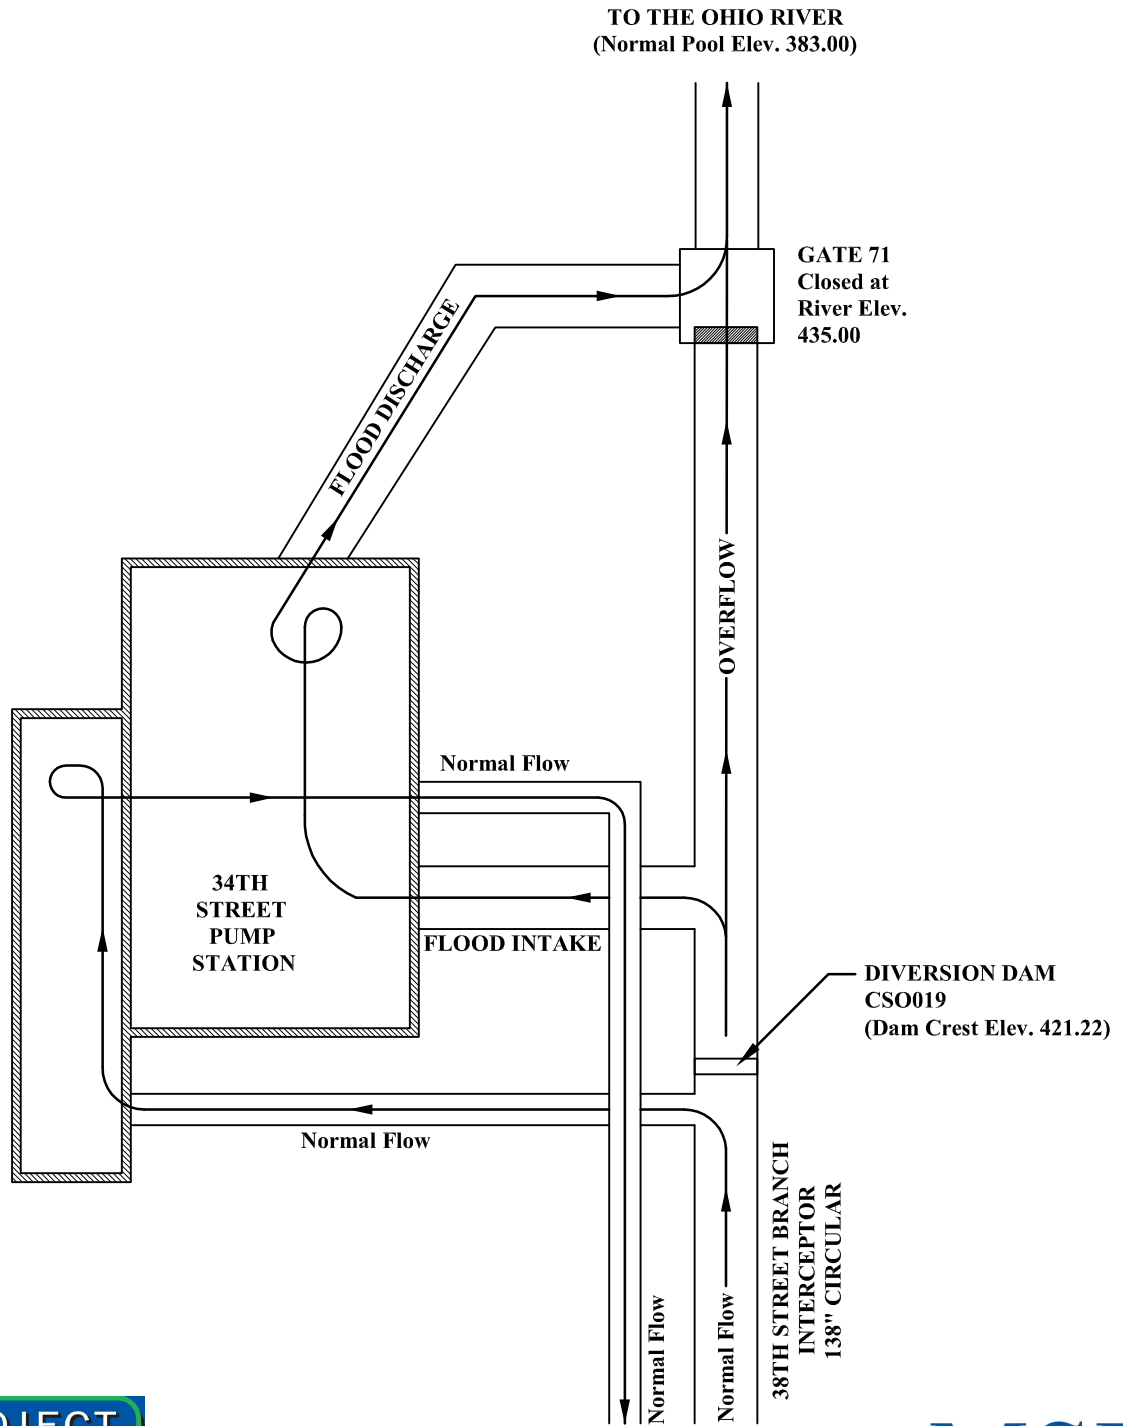 TO THE OHIO RIVER
(Normal Pool Elev. 383.00)
GATE 71
Closed at
River Elev.
435.00
FLOOD DISCHARGE
OVERFLOW
Normal Flow
34TH
STREET
PUMP
STATION
FLOOD INTAKE
DIVERSION DAM
CSO019
(Dam Crest Elev. 421.22)
Normal Flow
38TH STREET BRANCH
INTERCEPTOR
138" CIRCULAR
Normal Flow
Normal Flow